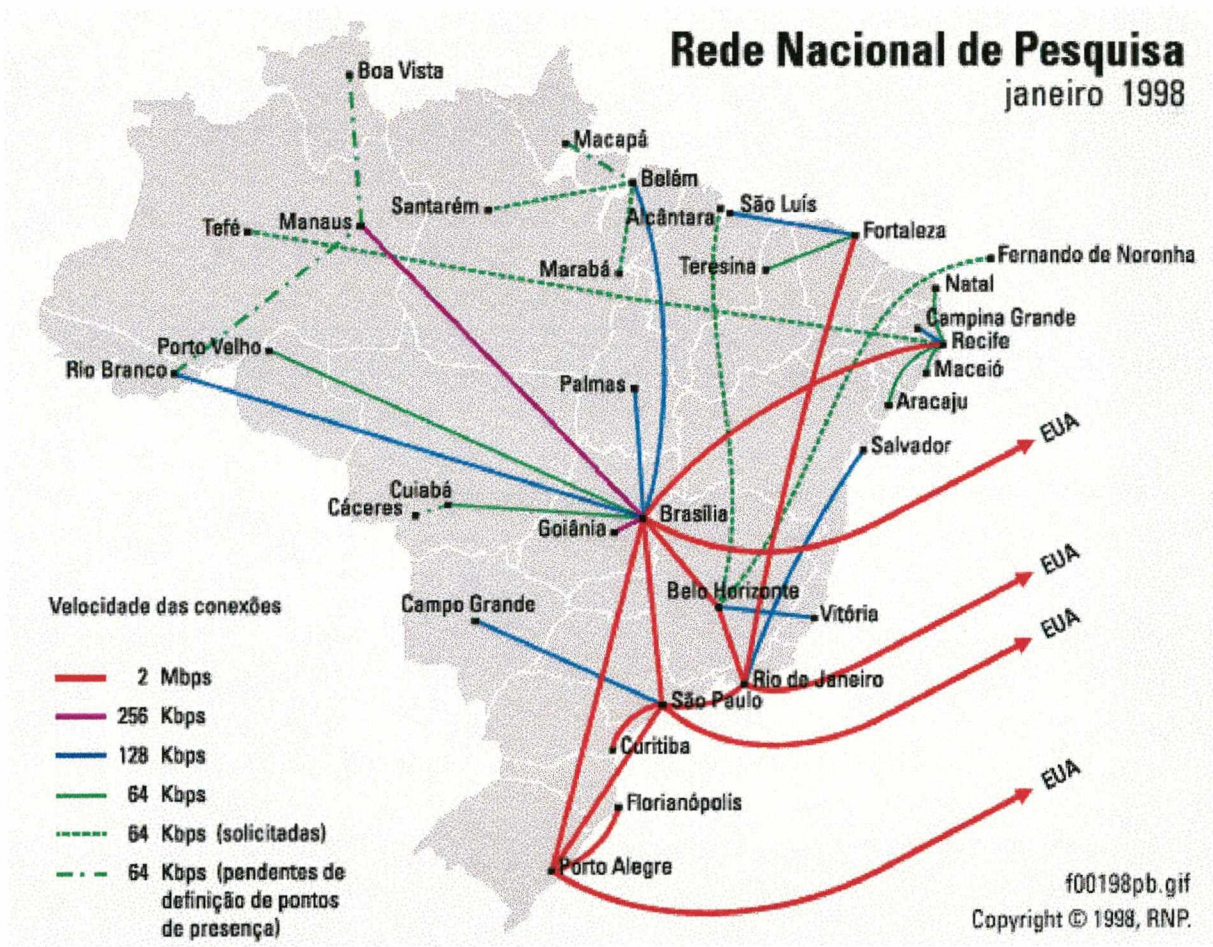 Rede Nacional de Pesquisa
janeiro 1998
Boa Vista
Macapá
Belém
Santarém
Alcântara
São Luís
Tefé
Manaus
Fortaleza
Marabá
Teresina
Fernando de Noronha
Natal
Campina Grande
Recife
Porto Velho
Rio Branco
Palmas
Maceió
Aracaju
EUA
Salvador
Cuiabá
Cáceres
Goiânia
Brasília
EUA
Belo Horizonte
Vitória
Campo Grande
EUA
Rio de Janeiro
São Paulo
Curitiba
EUA
Florianópolis
Porto Alegre
Velocidade das conexões
2 Mbps
256 Kbps
128 Kbps
64 Kbps
64 Kbps (solicitadas)
64 Kbps (pendentes de
definição de pontos
de presença)
f00198pb.gif
Copyright © 1998, RNP.